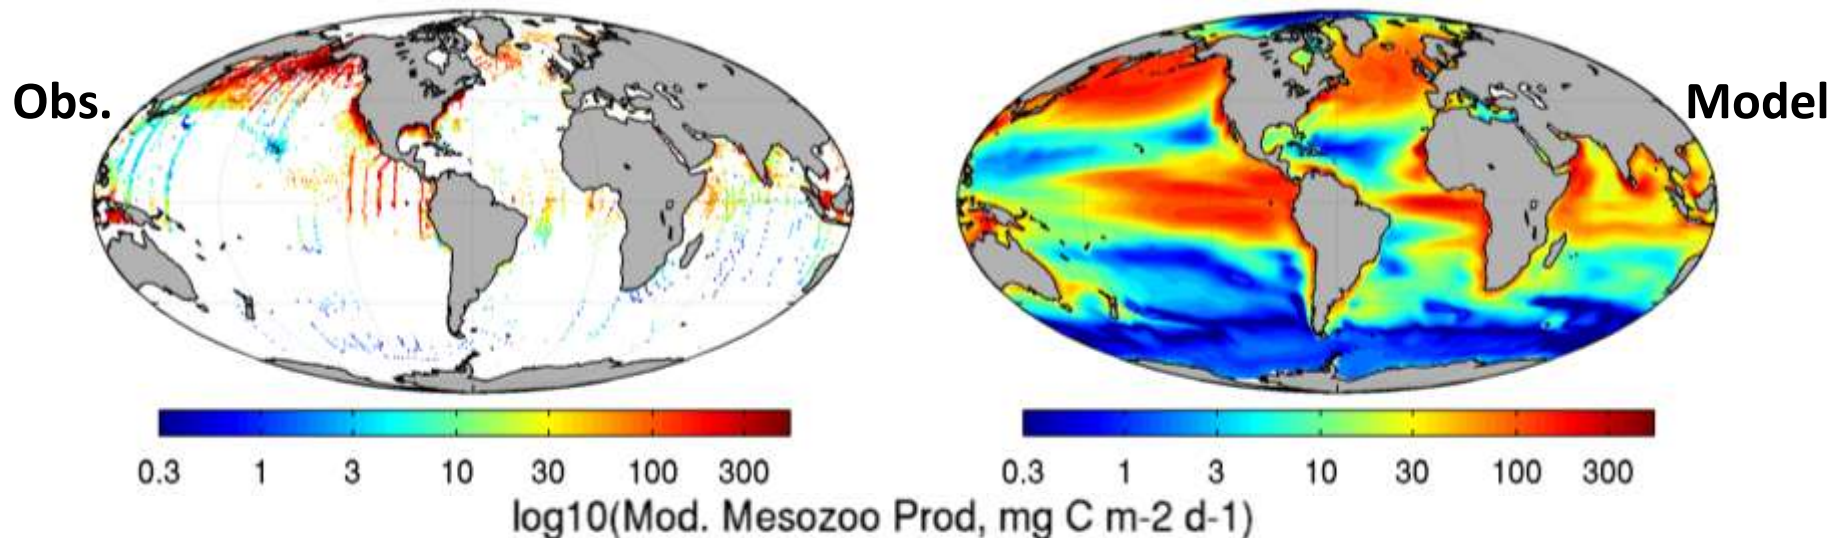 Obs.
Model
0.3 1 3 10 30 100 300
0.3 1 3 10 30 100 300
log10(Mod. Mesozoo Prod, mg C m-2 d-1)